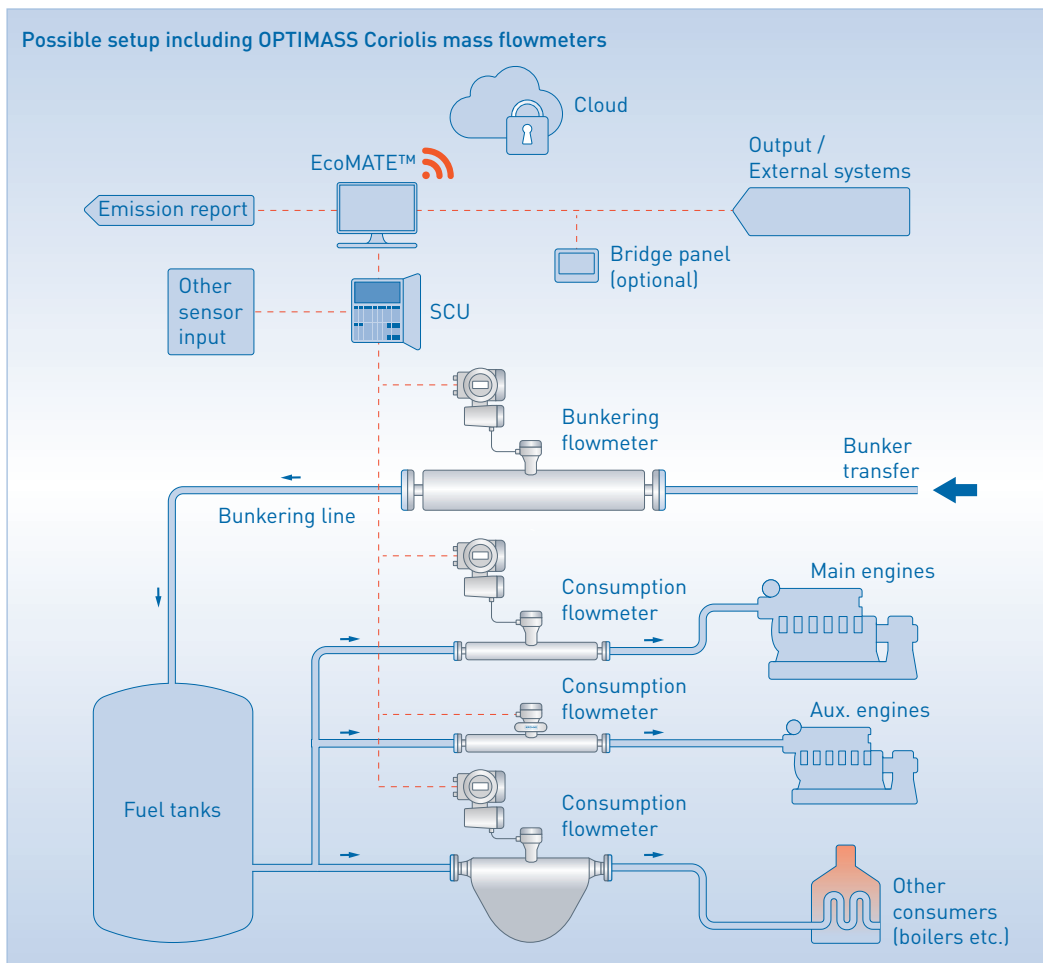 Possible setup including OPTIMASS Coriolis mass flowmeters
Cloud
EcoMATE™
Output /
External systems
Emission report
Bridge panel
(optional)
Other
sensor
input
SCU
Bunkering
flowmeter
Bunker
transfer
Bunkering line
Consumption
flowmeter
Main engines
Consumption
flowmeter
Aux. engines
Fuel tanks
Consumption
flowmeter
Other
consumers
(boilers etc.)